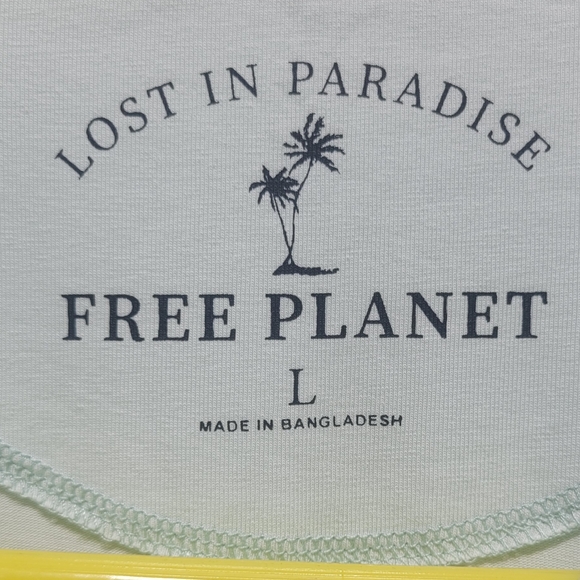 LOST IN PARADISE
FREE PLANET
L
MADE IN BANGLADESH